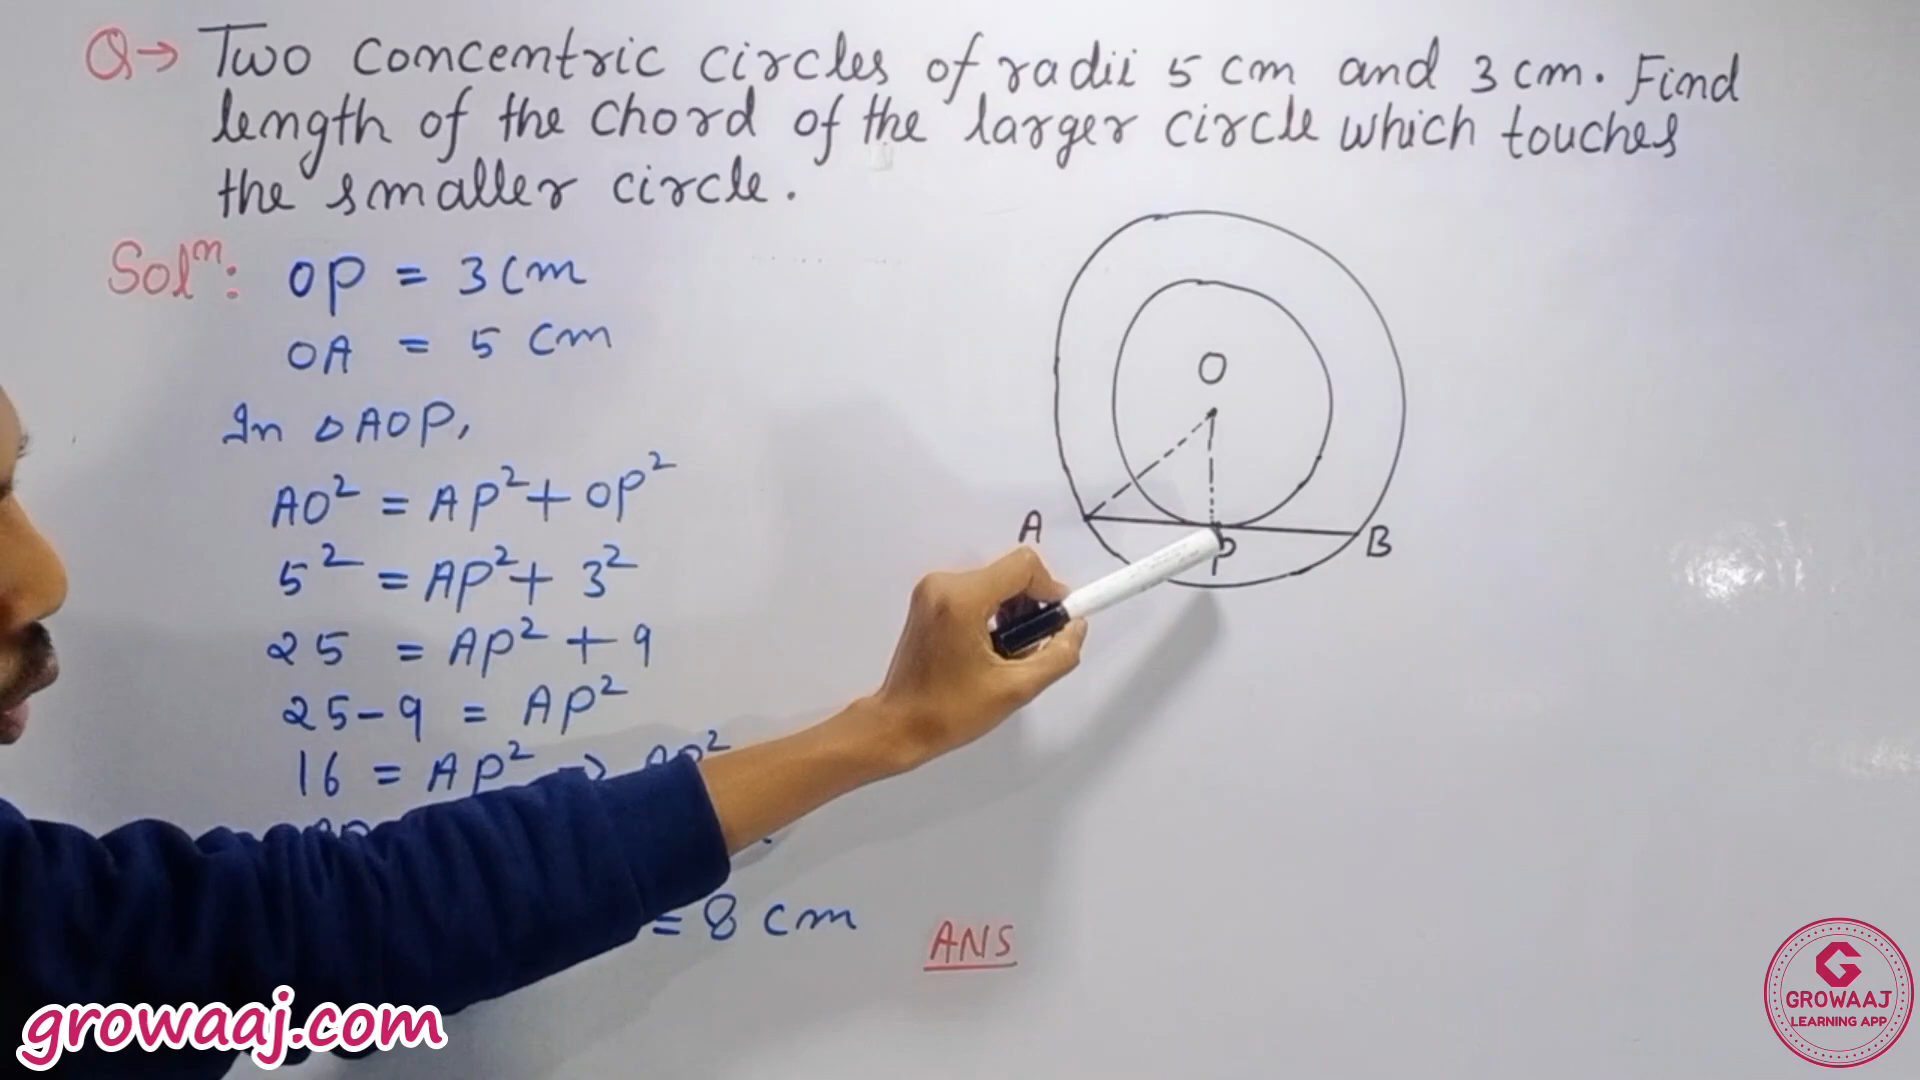 Q→ Two concentric circles of radii 5 cm and 3 cm. Find
length of the chord of the larger circle which touches
the smaller circle.
Solⁿ: OP = 3 cm
OA = 5 cm
In △AOP,
AO² = AP² + OP²
5² = AP² + 3²
25 = AP² + 9
25 - 9 = AP²
16 = AP² → AP²
= 8 cm
ANS
O
A
P
B
growaaj.com
G
GROWAAJ
LEARNING APP